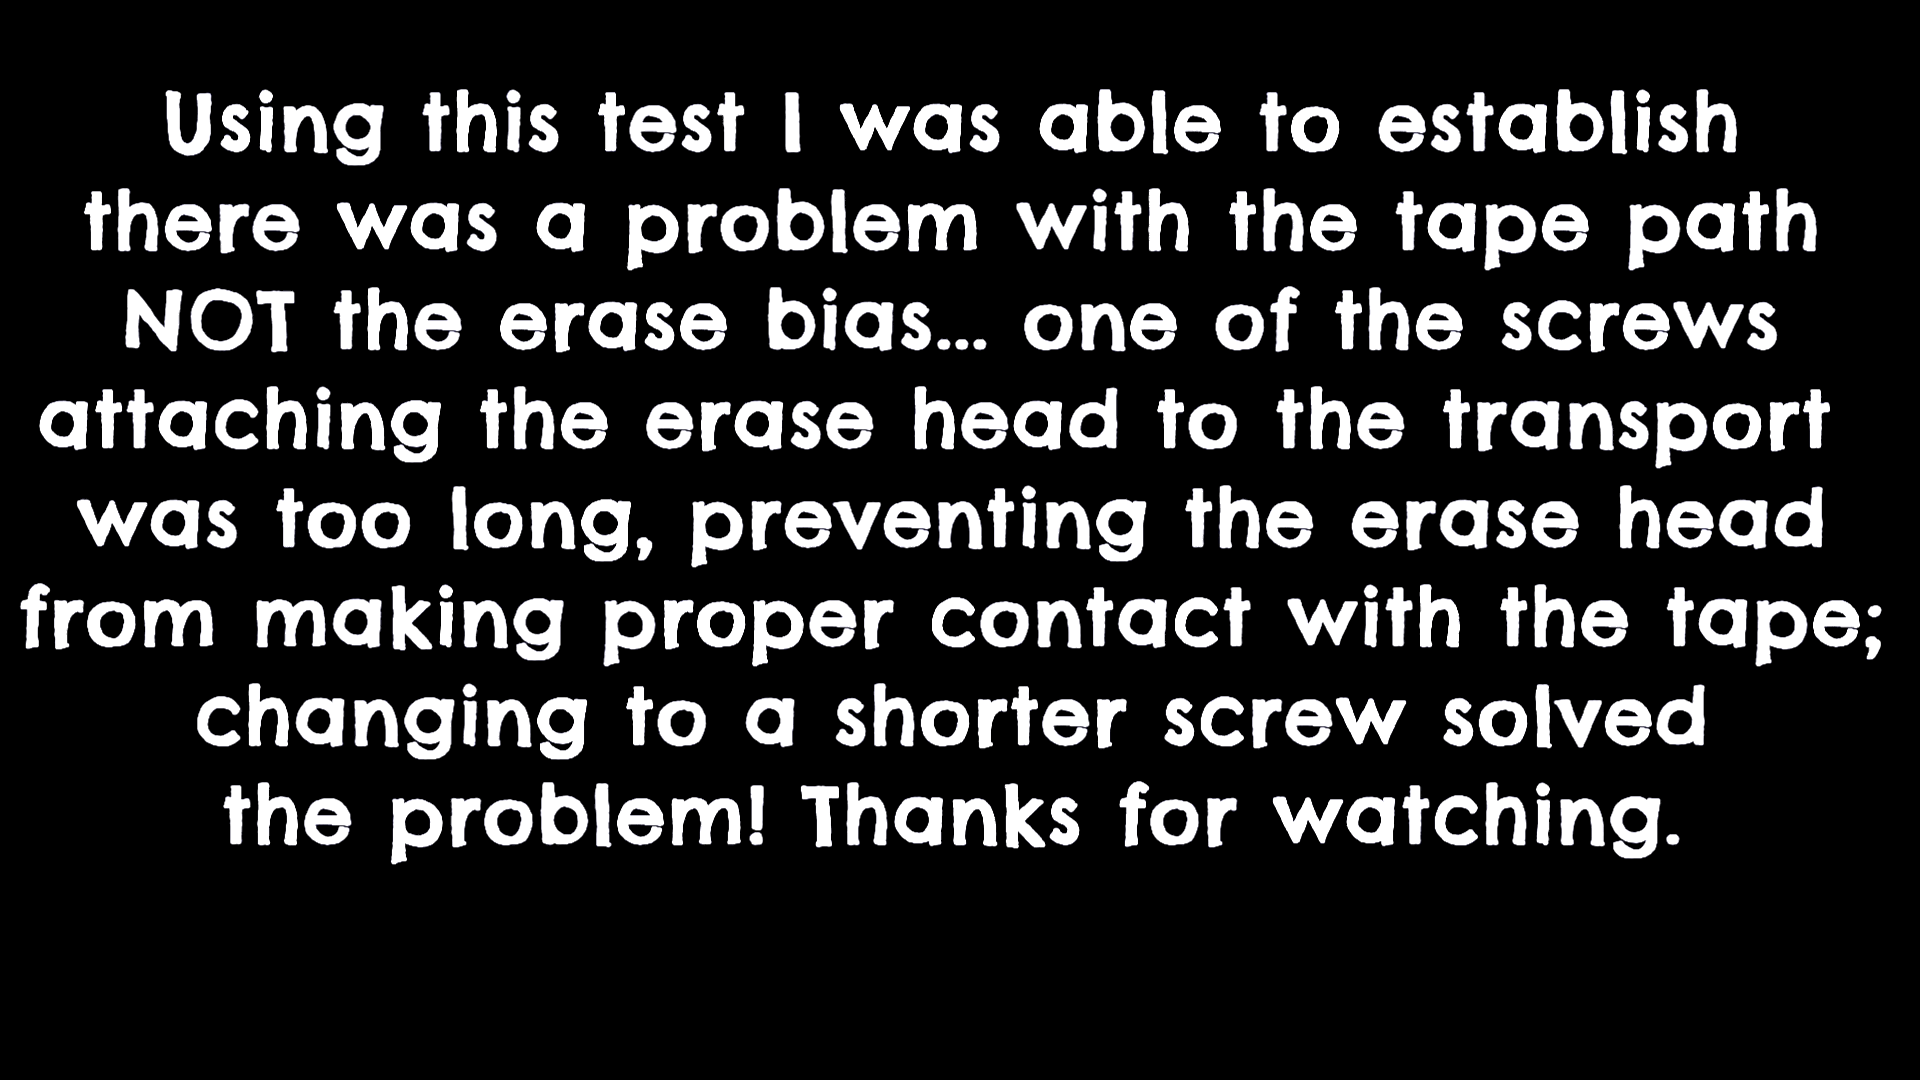 Using this test I was able to establish
there was a problem with the tape path
NOT the erase bias... one of the screws
attaching the erase head to the transport
was too long, preventing the erase head
from making proper contact with the tape;
changing to a shorter screw solved
the problem! Thanks for watching.